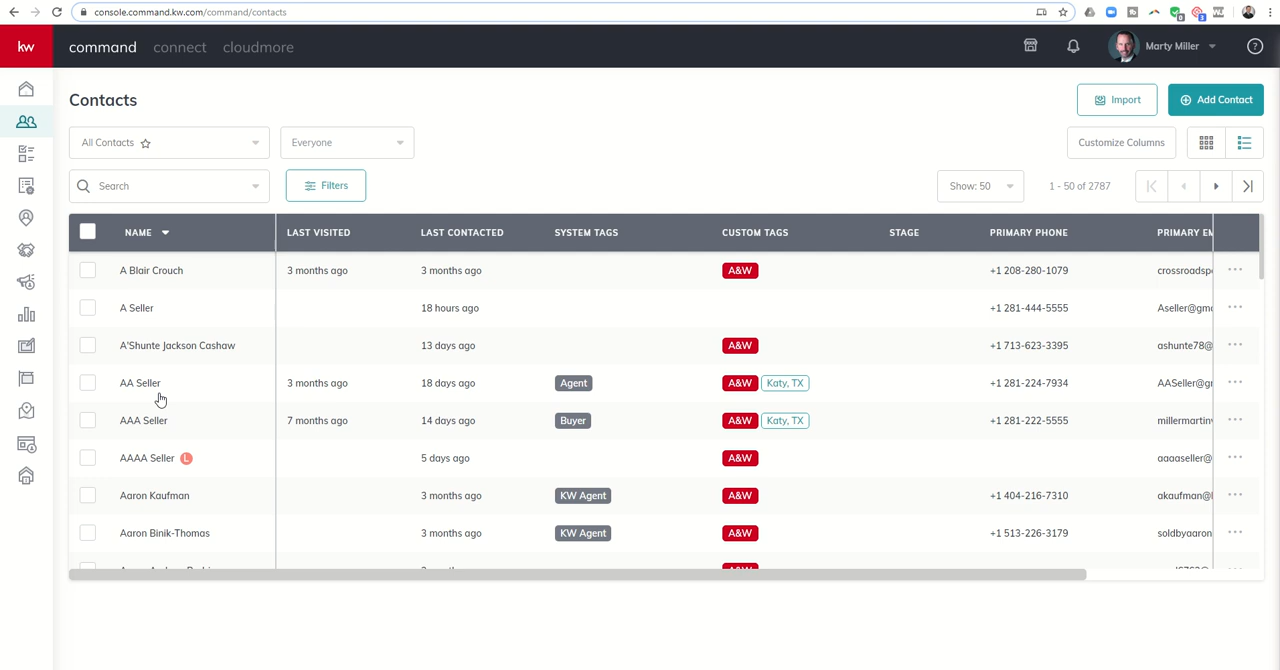 console.command.kw.com/command/contacts
kw command connect cloudmore Marty Miller ?
Contacts Import Add Contact
All Contacts Everyone Customize Columns
Search Filters Show: 50 1 - 50 of 2787
NAME LAST VISITED LAST CONTACTED SYSTEM TAGS CUSTOM TAGS STAGE PRIMARY PHONE PRIMARY EM
A Blair Crouch 3 months ago 3 months ago A&W +1 208-280-1079 crossroadsp
A Seller 18 hours ago +1 281-444-5555 Aseller@gm
A'Shunte Jackson Cashaw 13 days ago A&W +1 713-623-3395 ashunte78@
AA Seller 3 months ago 18 days ago Agent A&W Katy, TX +1 281-224-7934 AASeller@g
AAA Seller 7 months ago 14 days ago Buyer A&W Katy, TX +1 281-222-5555 millermartin
AAAA Seller L 5 days ago A&W aaaaseller@
Aaron Kaufman 3 months ago KW Agent A&W +1 404-216-7310 akaufman@
Aaron Binik-Thomas 3 months ago KW Agent A&W +1 513-226-3179 soldbyaaron